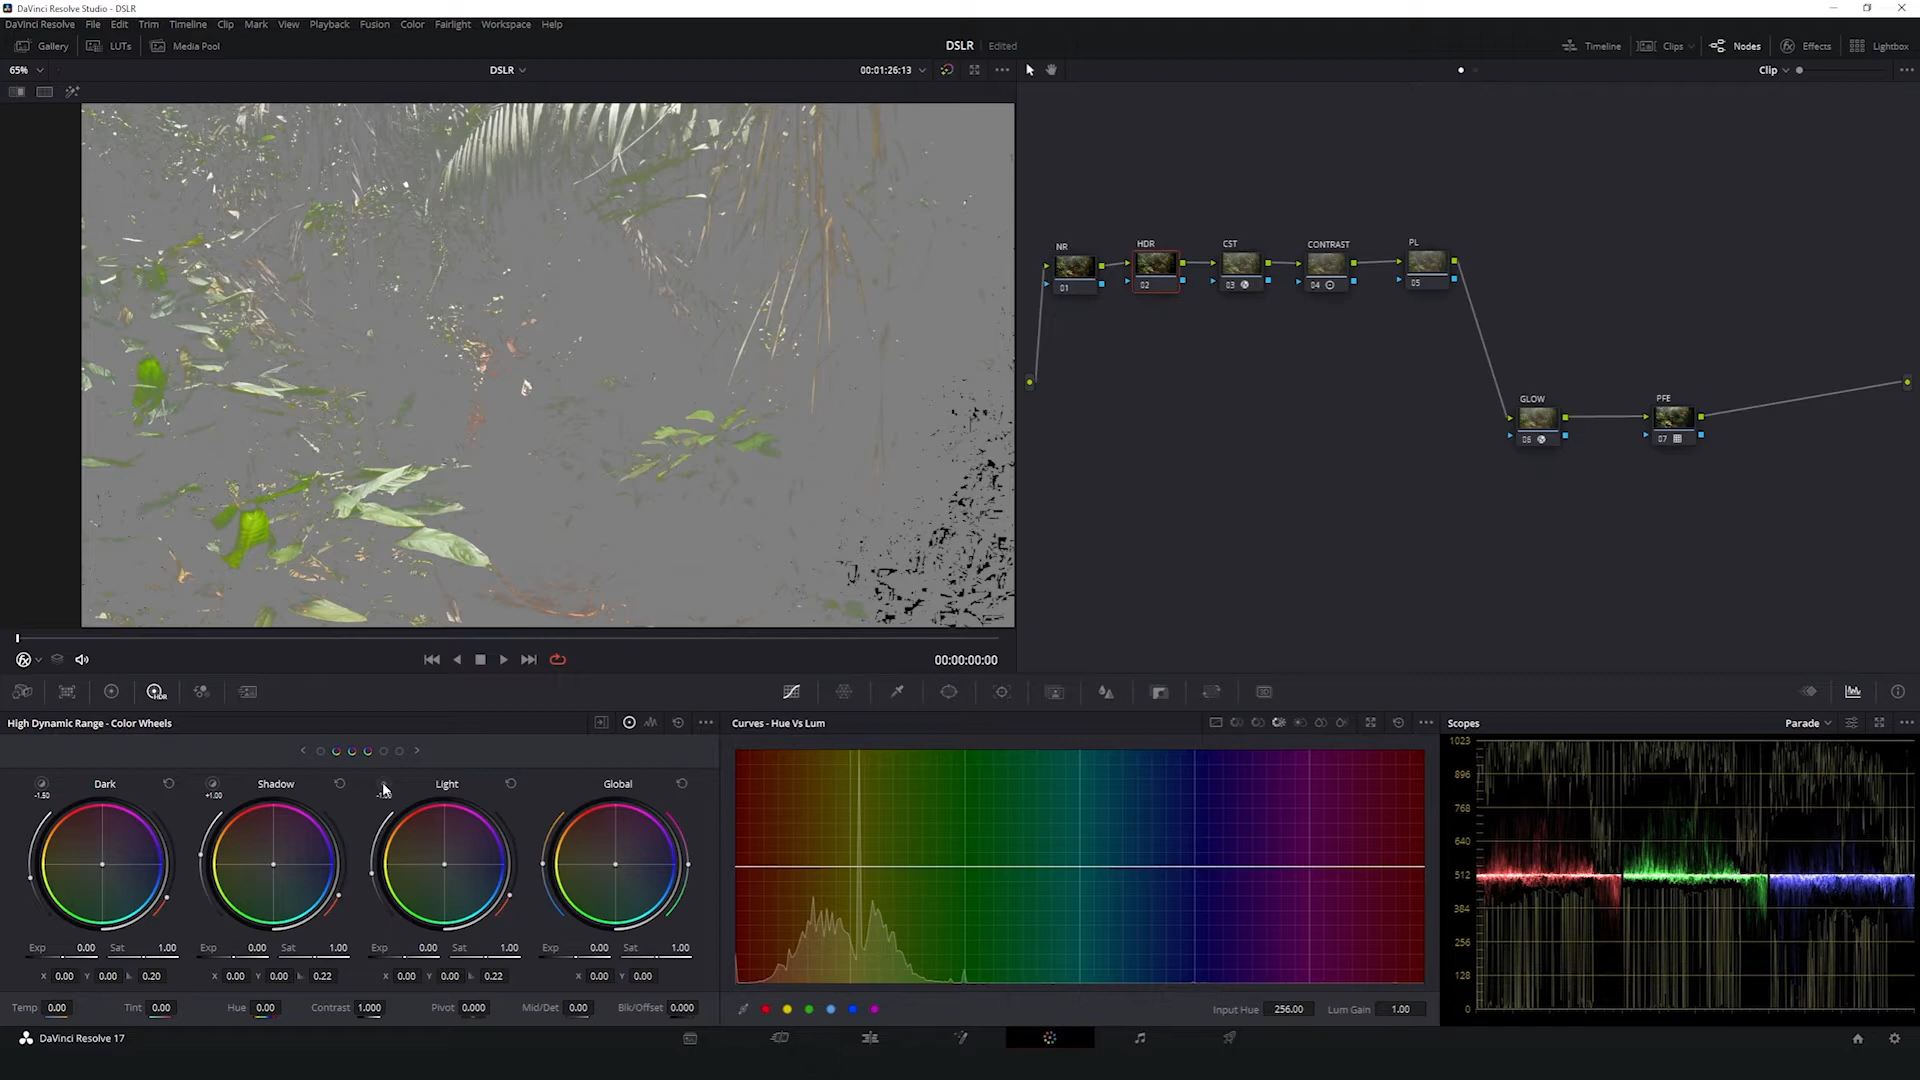 DaVinci Resolve Studio - DSLR
DaVinci Resolve File Edit Trim Timeline Clip Mark View Playback Fusion Color Fairlight Workspace Help
Gallery LUTs Media Pool DSLR Edited Timeline Clips Nodes Effects Lightbox
65% DSLR 00:01:26:13 Clip
NR HDR CST CONTRAST PL
01 02 03 04 05
GLOW PFE
06 07
00:00:00:00
HDR 3D
High Dynamic Range - Color Wheels Curves - Hue Vs Lum Scopes Parade
Dark Shadow Light Global
-1.50 +1.00
1023
896
768
640
512
384
256
128
0
Exp 0.00 Sat 1.00 Exp 0.00 Sat 1.00 Exp 0.00 Sat 1.00 Exp 0.00 Sat 1.00
X 0.00 Y 0.00 0.20 X 0.00 Y 0.00 0.22 X 0.00 Y 0.00 0.22 X 0.00 Y 0.00
Temp 0.00 Tint 0.00 Hue 0.00 Contrast 1.000 Pivot 0.000 Mid/Det 0.00 Blk/Offset 0.000
Input Hue 256.00 Lum Gain 1.00
DaVinci Resolve 17